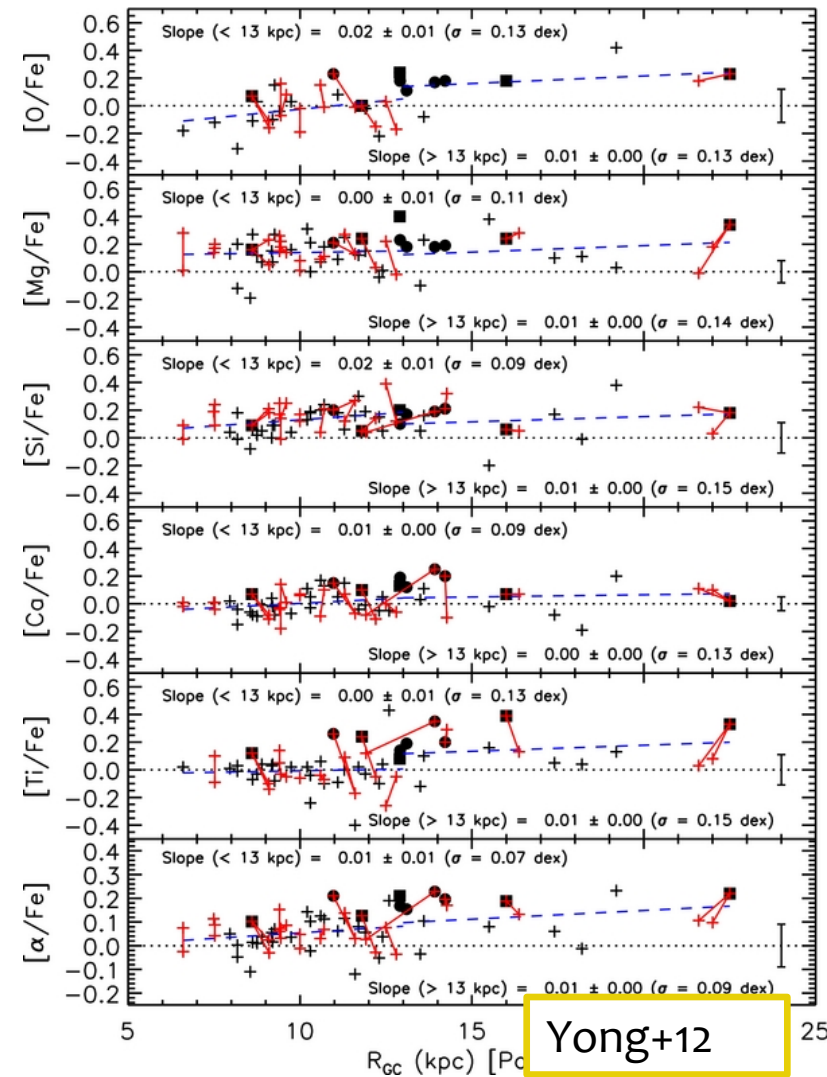 [O/Fe]
0.6
0.4
0.2
0.0
−0.2
−0.4
Slope (< 13 kpc) = 0.02 ± 0.01 (σ = 0.13 dex)
Slope (> 13 kpc) = 0.01 ± 0.00 (σ = 0.13 dex)
[Mg/Fe]
0.6
0.4
0.2
0.0
−0.2
−0.4
Slope (< 13 kpc) = 0.00 ± 0.01 (σ = 0.11 dex)
Slope (> 13 kpc) = 0.01 ± 0.00 (σ = 0.14 dex)
[Si/Fe]
0.6
0.4
0.2
0.0
−0.2
−0.4
Slope (< 13 kpc) = 0.02 ± 0.01 (σ = 0.09 dex)
Slope (> 13 kpc) = 0.01 ± 0.00 (σ = 0.15 dex)
[Ca/Fe]
0.6
0.4
0.2
0.0
−0.2
−0.4
Slope (< 13 kpc) = 0.01 ± 0.00 (σ = 0.09 dex)
Slope (> 13 kpc) = 0.00 ± 0.00 (σ = 0.13 dex)
[Ti/Fe]
0.6
0.4
0.2
0.0
−0.2
−0.4
Slope (< 13 kpc) = 0.00 ± 0.01 (σ = 0.13 dex)
Slope (> 13 kpc) = 0.01 ± 0.00 (σ = 0.15 dex)
[α/Fe]
0.4
0.3
0.2
0.1
0.0
−0.1
−0.2
Slope (< 13 kpc) = 0.01 ± 0.01 (σ = 0.07 dex)
Slope (> 13 kpc) = 0.01 ± 0.00 (σ = 0.09 dex)
5 10 15 25
R_GC (kpc)
Yong+12